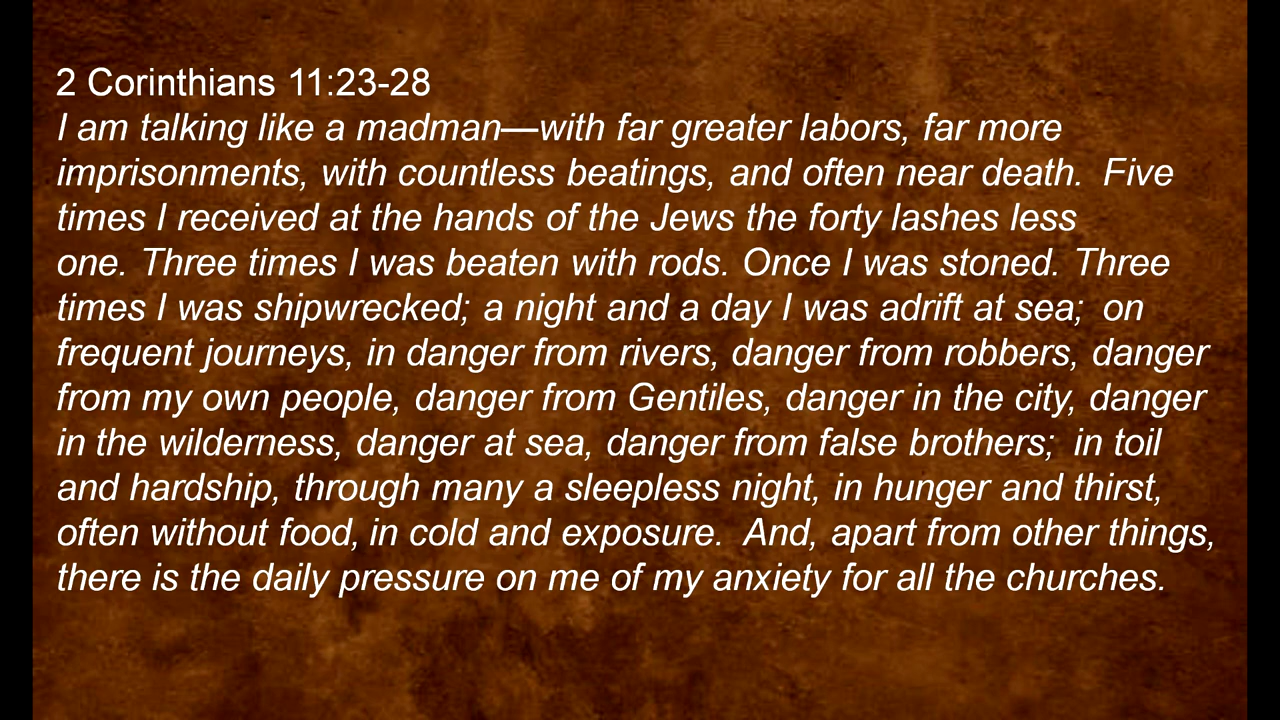 2 Corinthians 11:23-28
I am talking like a madman—with far greater labors, far more
imprisonments, with countless beatings, and often near death.  Five
times I received at the hands of the Jews the forty lashes less
one. Three times I was beaten with rods. Once I was stoned. Three
times I was shipwrecked; a night and a day I was adrift at sea;  on
frequent journeys, in danger from rivers, danger from robbers, danger
from my own people, danger from Gentiles, danger in the city, danger
in the wilderness, danger at sea, danger from false brothers;  in toil
and hardship, through many a sleepless night, in hunger and thirst,
often without food, in cold and exposure.  And, apart from other things,
there is the daily pressure on me of my anxiety for all the churches.